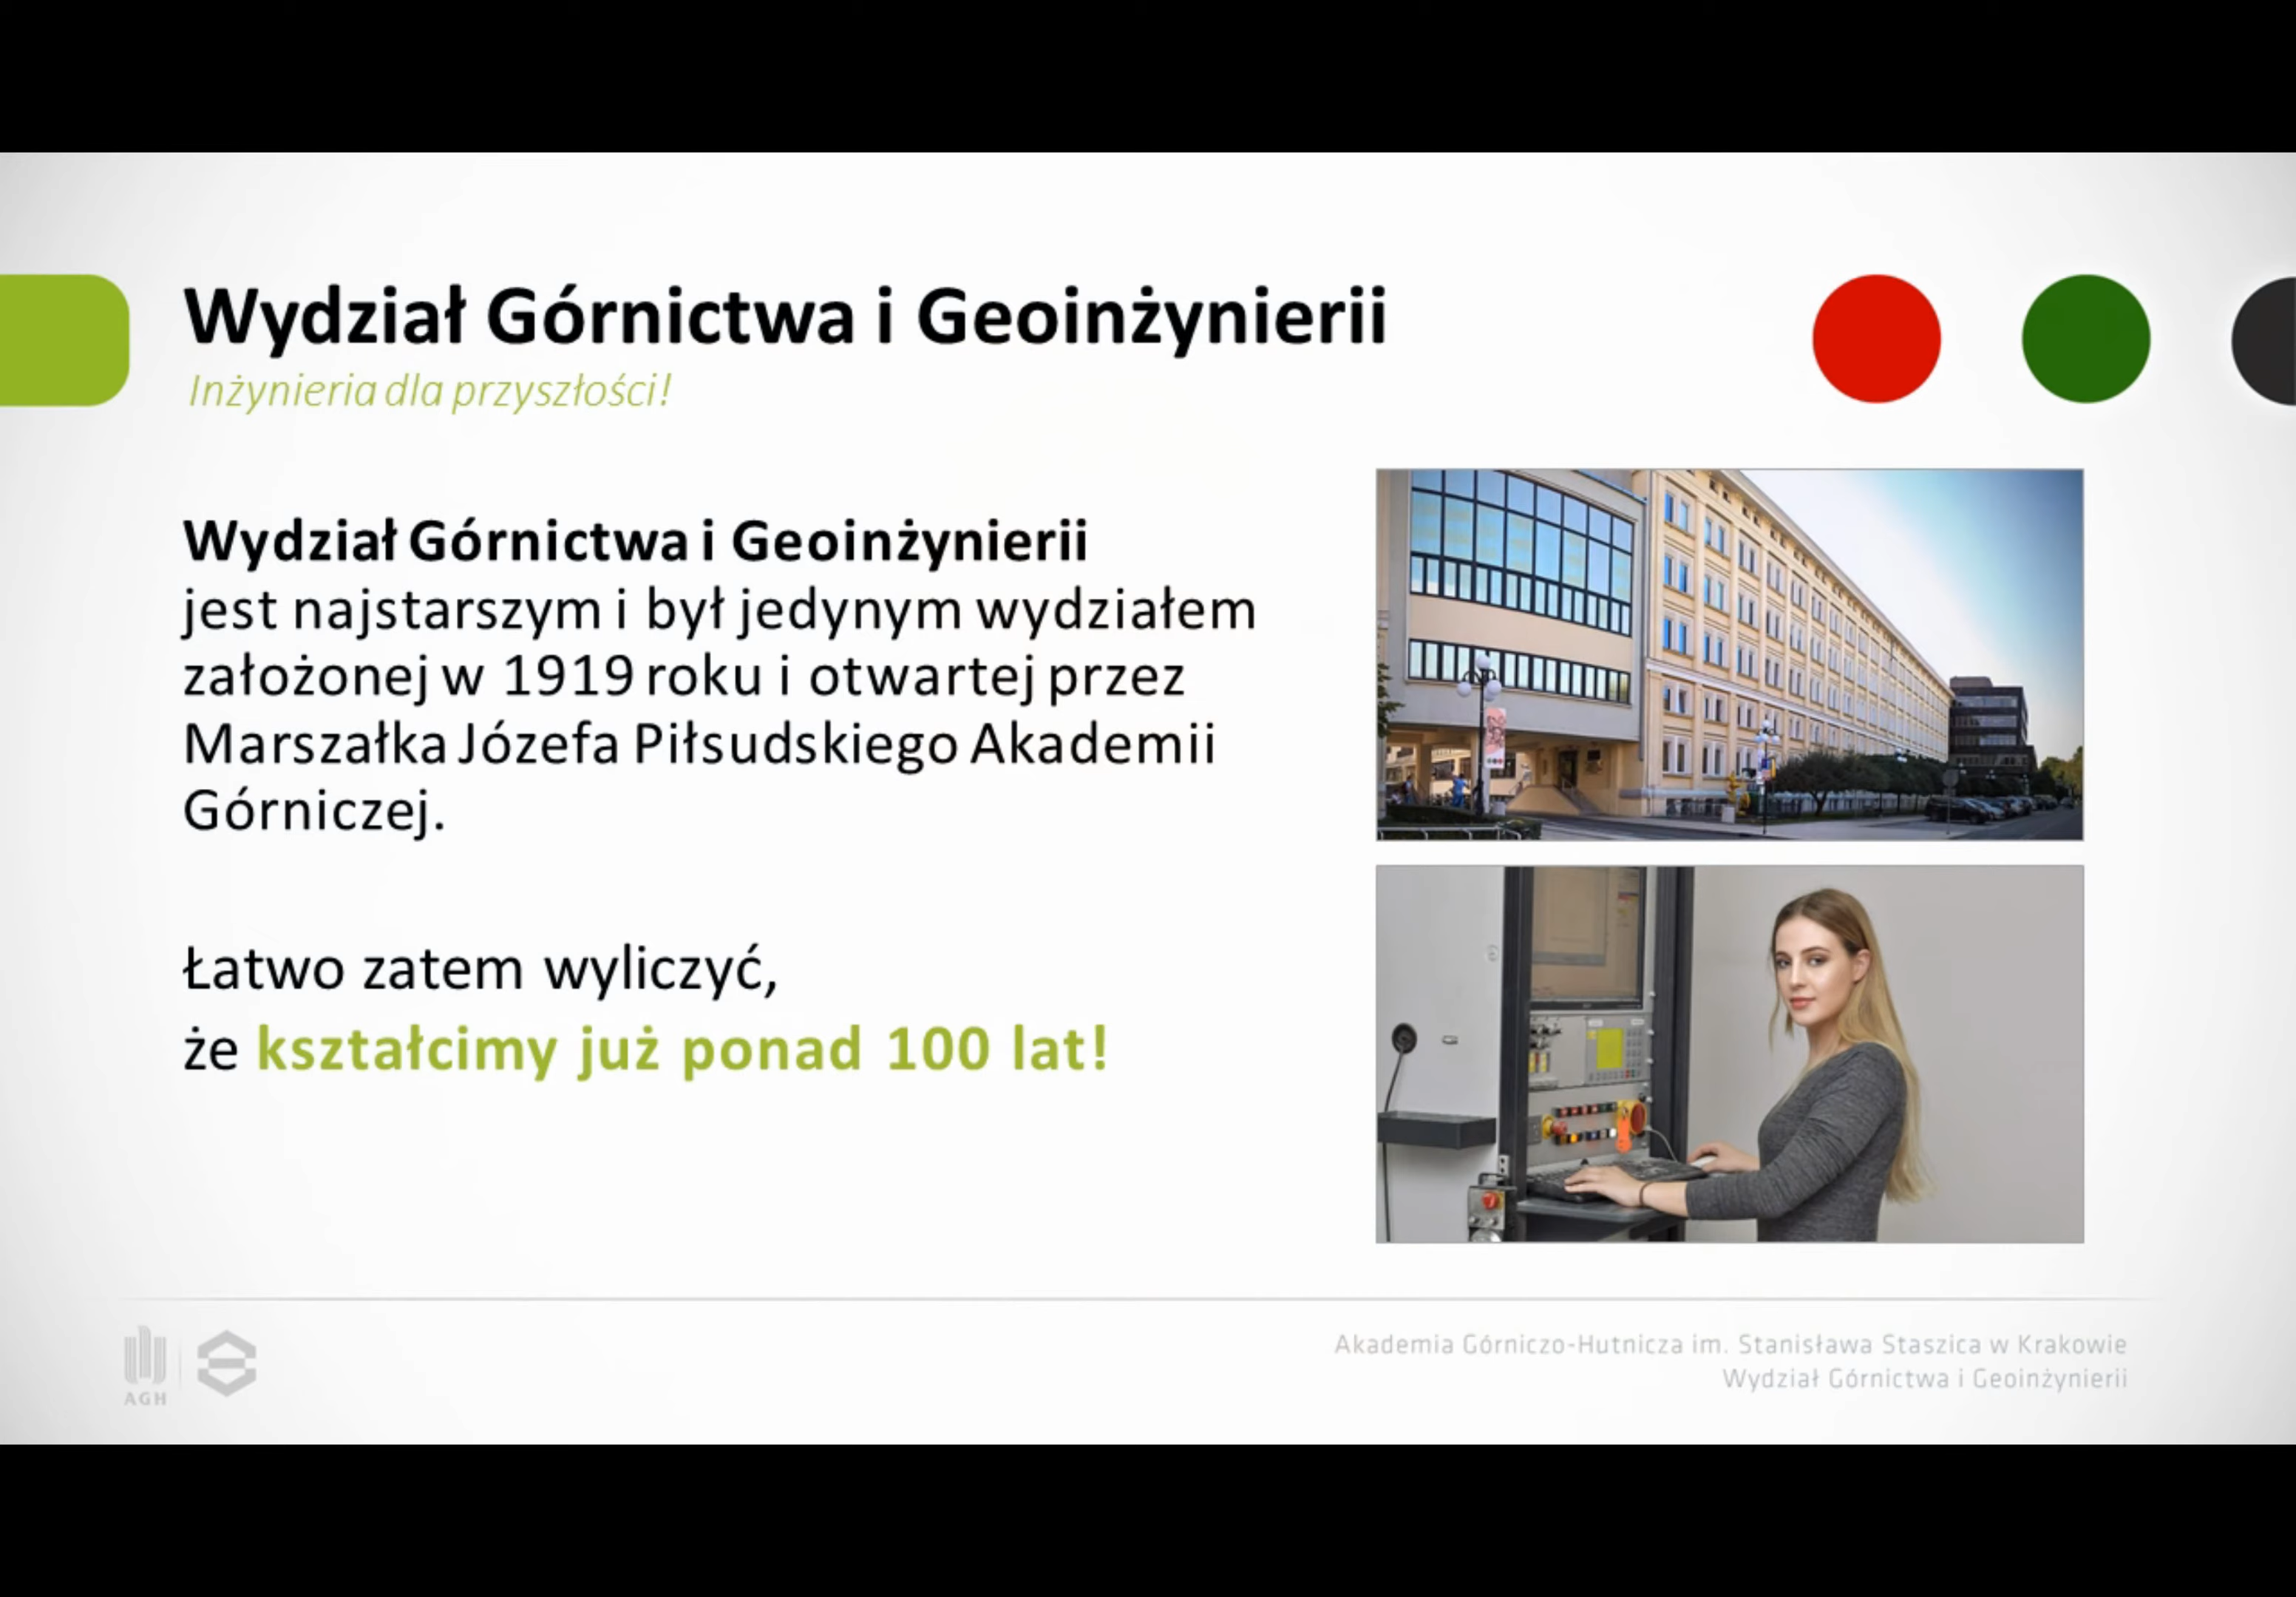 Wydział Górnictwa i Geoinżynierii
Inżynieria dla przyszłości!
Wydział Górnictwa i Geoinżynierii
jest najstarszym i był jedynym wydziałem
założonej w 1919 roku i otwartej przez
Marszałka Józefa Piłsudskiego Akademii
Górniczej.
Łatwo zatem wyliczyć,
że kształcimy już ponad 100 lat!
AGH
Akademia Górniczo-Hutnicza im. Stanisława Staszica w Krakowie
Wydział Górnictwa i Geoinżynierii